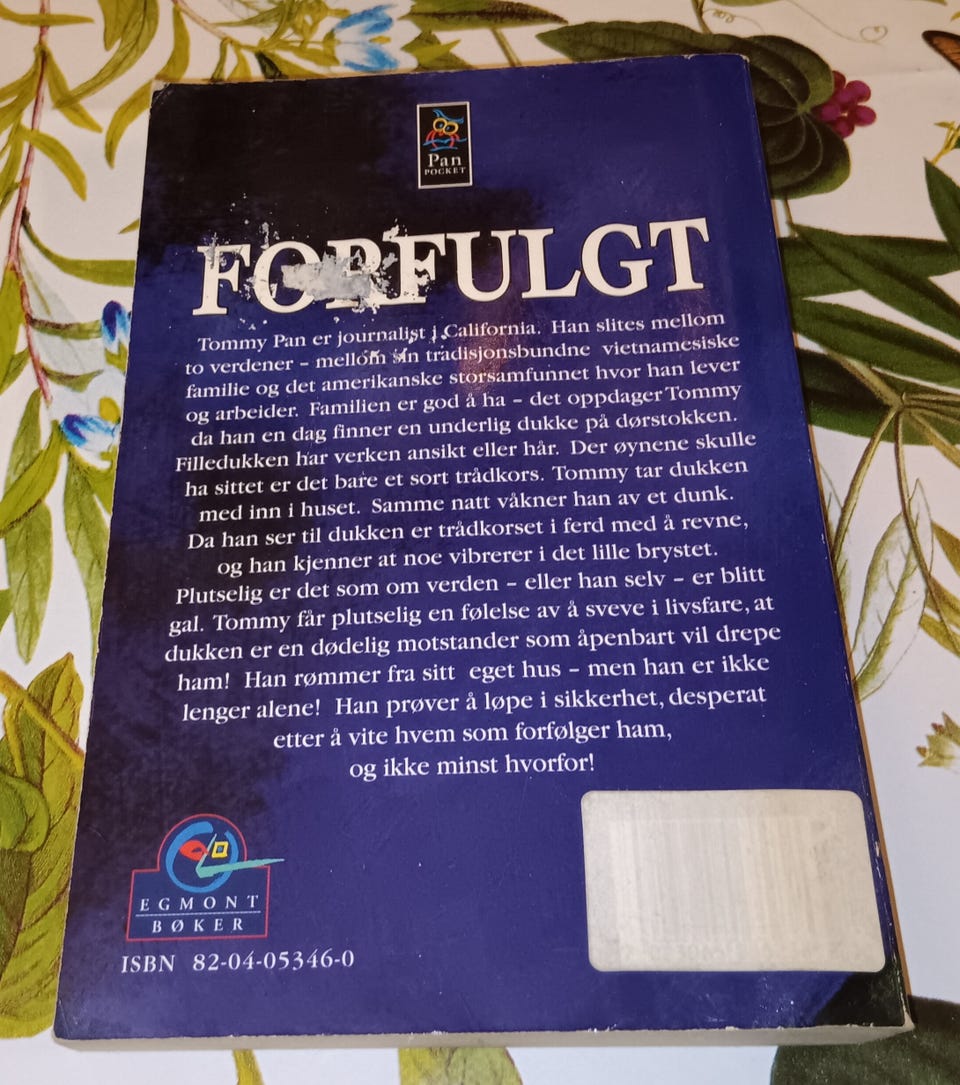 Pan
POCKET
FORFULGT
Tommy Pan er journalist i California. Han slites mellom
to verdener – mellom sin tradisjonsbundne vietnamesiske
familie og det amerikanske storsamfunnet hvor han lever
og arbeider. Familien er god å ha – det oppdager Tommy
da han en dag finner en underlig dukke på dørstokken.
Filledukken har verken ansikt eller hår. Der øynene skulle
ha sittet er det bare et sort trådkors. Tommy tar dukken
med inn i huset. Samme natt våkner han av et dunk.
Da han ser til dukken er trådkorset i ferd med å revne,
og han kjenner at noe vibrerer i det lille brystet.
Plutselig er det som om verden – eller han selv – er blitt
gal. Tommy får plutselig en følelse av å sveve i livsfare, at
dukken er en dødelig motstander som åpenbart vil drepe
ham! Han rømmer fra sitt eget hus – men han er ikke
lenger alene! Han prøver å løpe i sikkerhet, desperat
etter å vite hvem som forfølger ham,
og ikke minst hvorfor!
EGMONT
BØKER
ISBN 82-04-05346-0